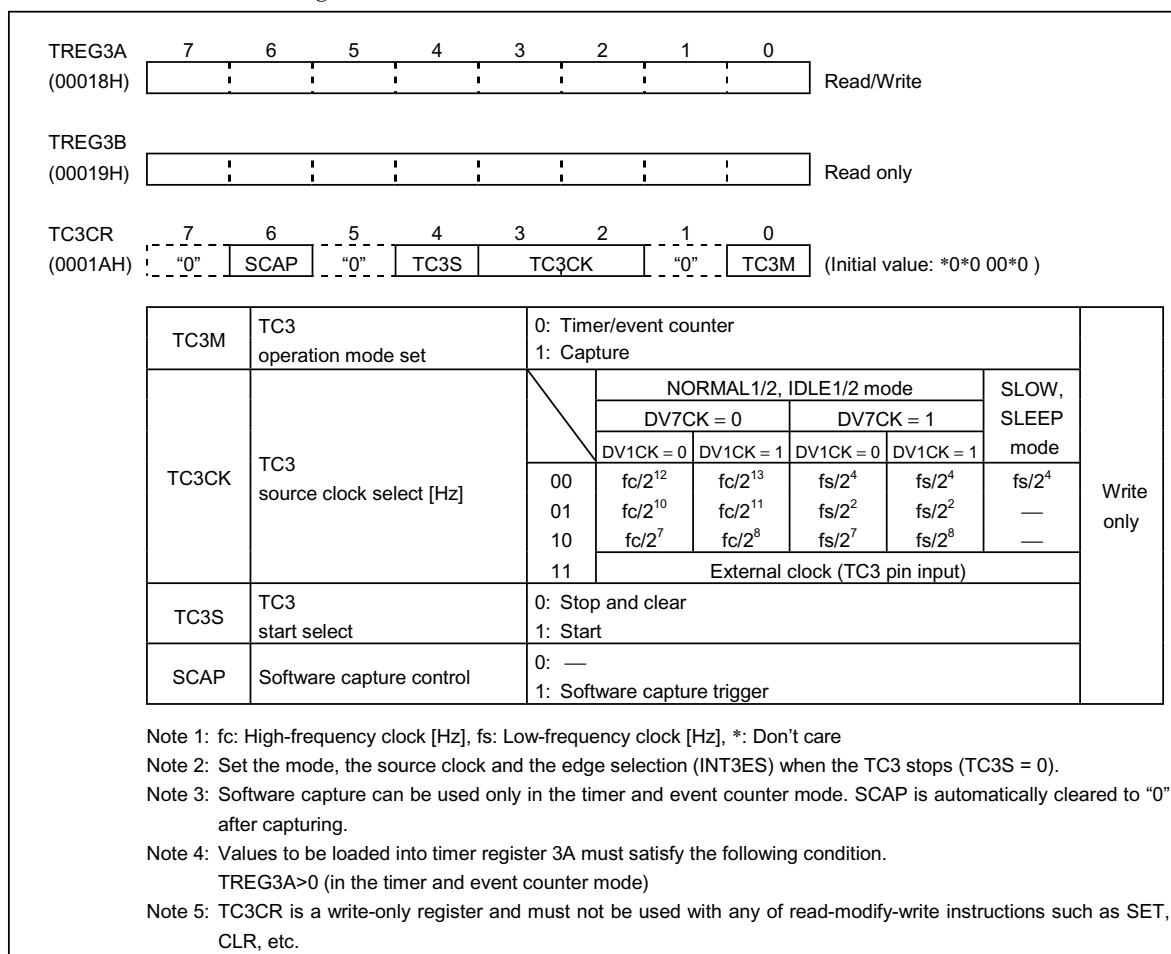 TREG3A 7 6 5 4 3 2 1 0
(00018H) Read/Write
TREG3B
(00019H) Read only
TC3CR 7 6 5 4 3 2 1 0
(0001AH) “0” SCAP “0” TC3S TC3CK “0” TC3M (Initial value: *0*0 00*0 )
TC3M TC3 operation mode set 0: Timer/event counter
1: Capture
NORMAL1/2, IDLE1/2 mode SLOW, SLEEP mode
DV7CK = 0 DV7CK = 1
DV1CK = 0 DV1CK = 1 DV1CK = 0 DV1CK = 1
TC3CK TC3 source clock select [Hz]
00 fc/2^12 fc/2^13 fs/2^4 fs/2^4 fs/2^4
01 fc/2^10 fc/2^11 fs/2^2 fs/2^2 —
10 fc/2^7 fc/2^8 fs/2^7 fs/2^8 —
11 External clock (TC3 pin input)
Write only
TC3S TC3 start select 0: Stop and clear
1: Start
SCAP Software capture control 0: —
1: Software capture trigger
Note 1: fc: High-frequency clock [Hz], fs: Low-frequency clock [Hz], *: Don’t care
Note 2: Set the mode, the source clock and the edge selection (INT3ES) when the TC3 stops (TC3S = 0).
Note 3: Software capture can be used only in the timer and event counter mode. SCAP is automatically cleared to “0”
after capturing.
Note 4: Values to be loaded into timer register 3A must satisfy the following condition.
TREG3A>0 (in the timer and event counter mode)
Note 5: TC3CR is a write-only register and must not be used with any of read-modify-write instructions such as SET,
CLR, etc.